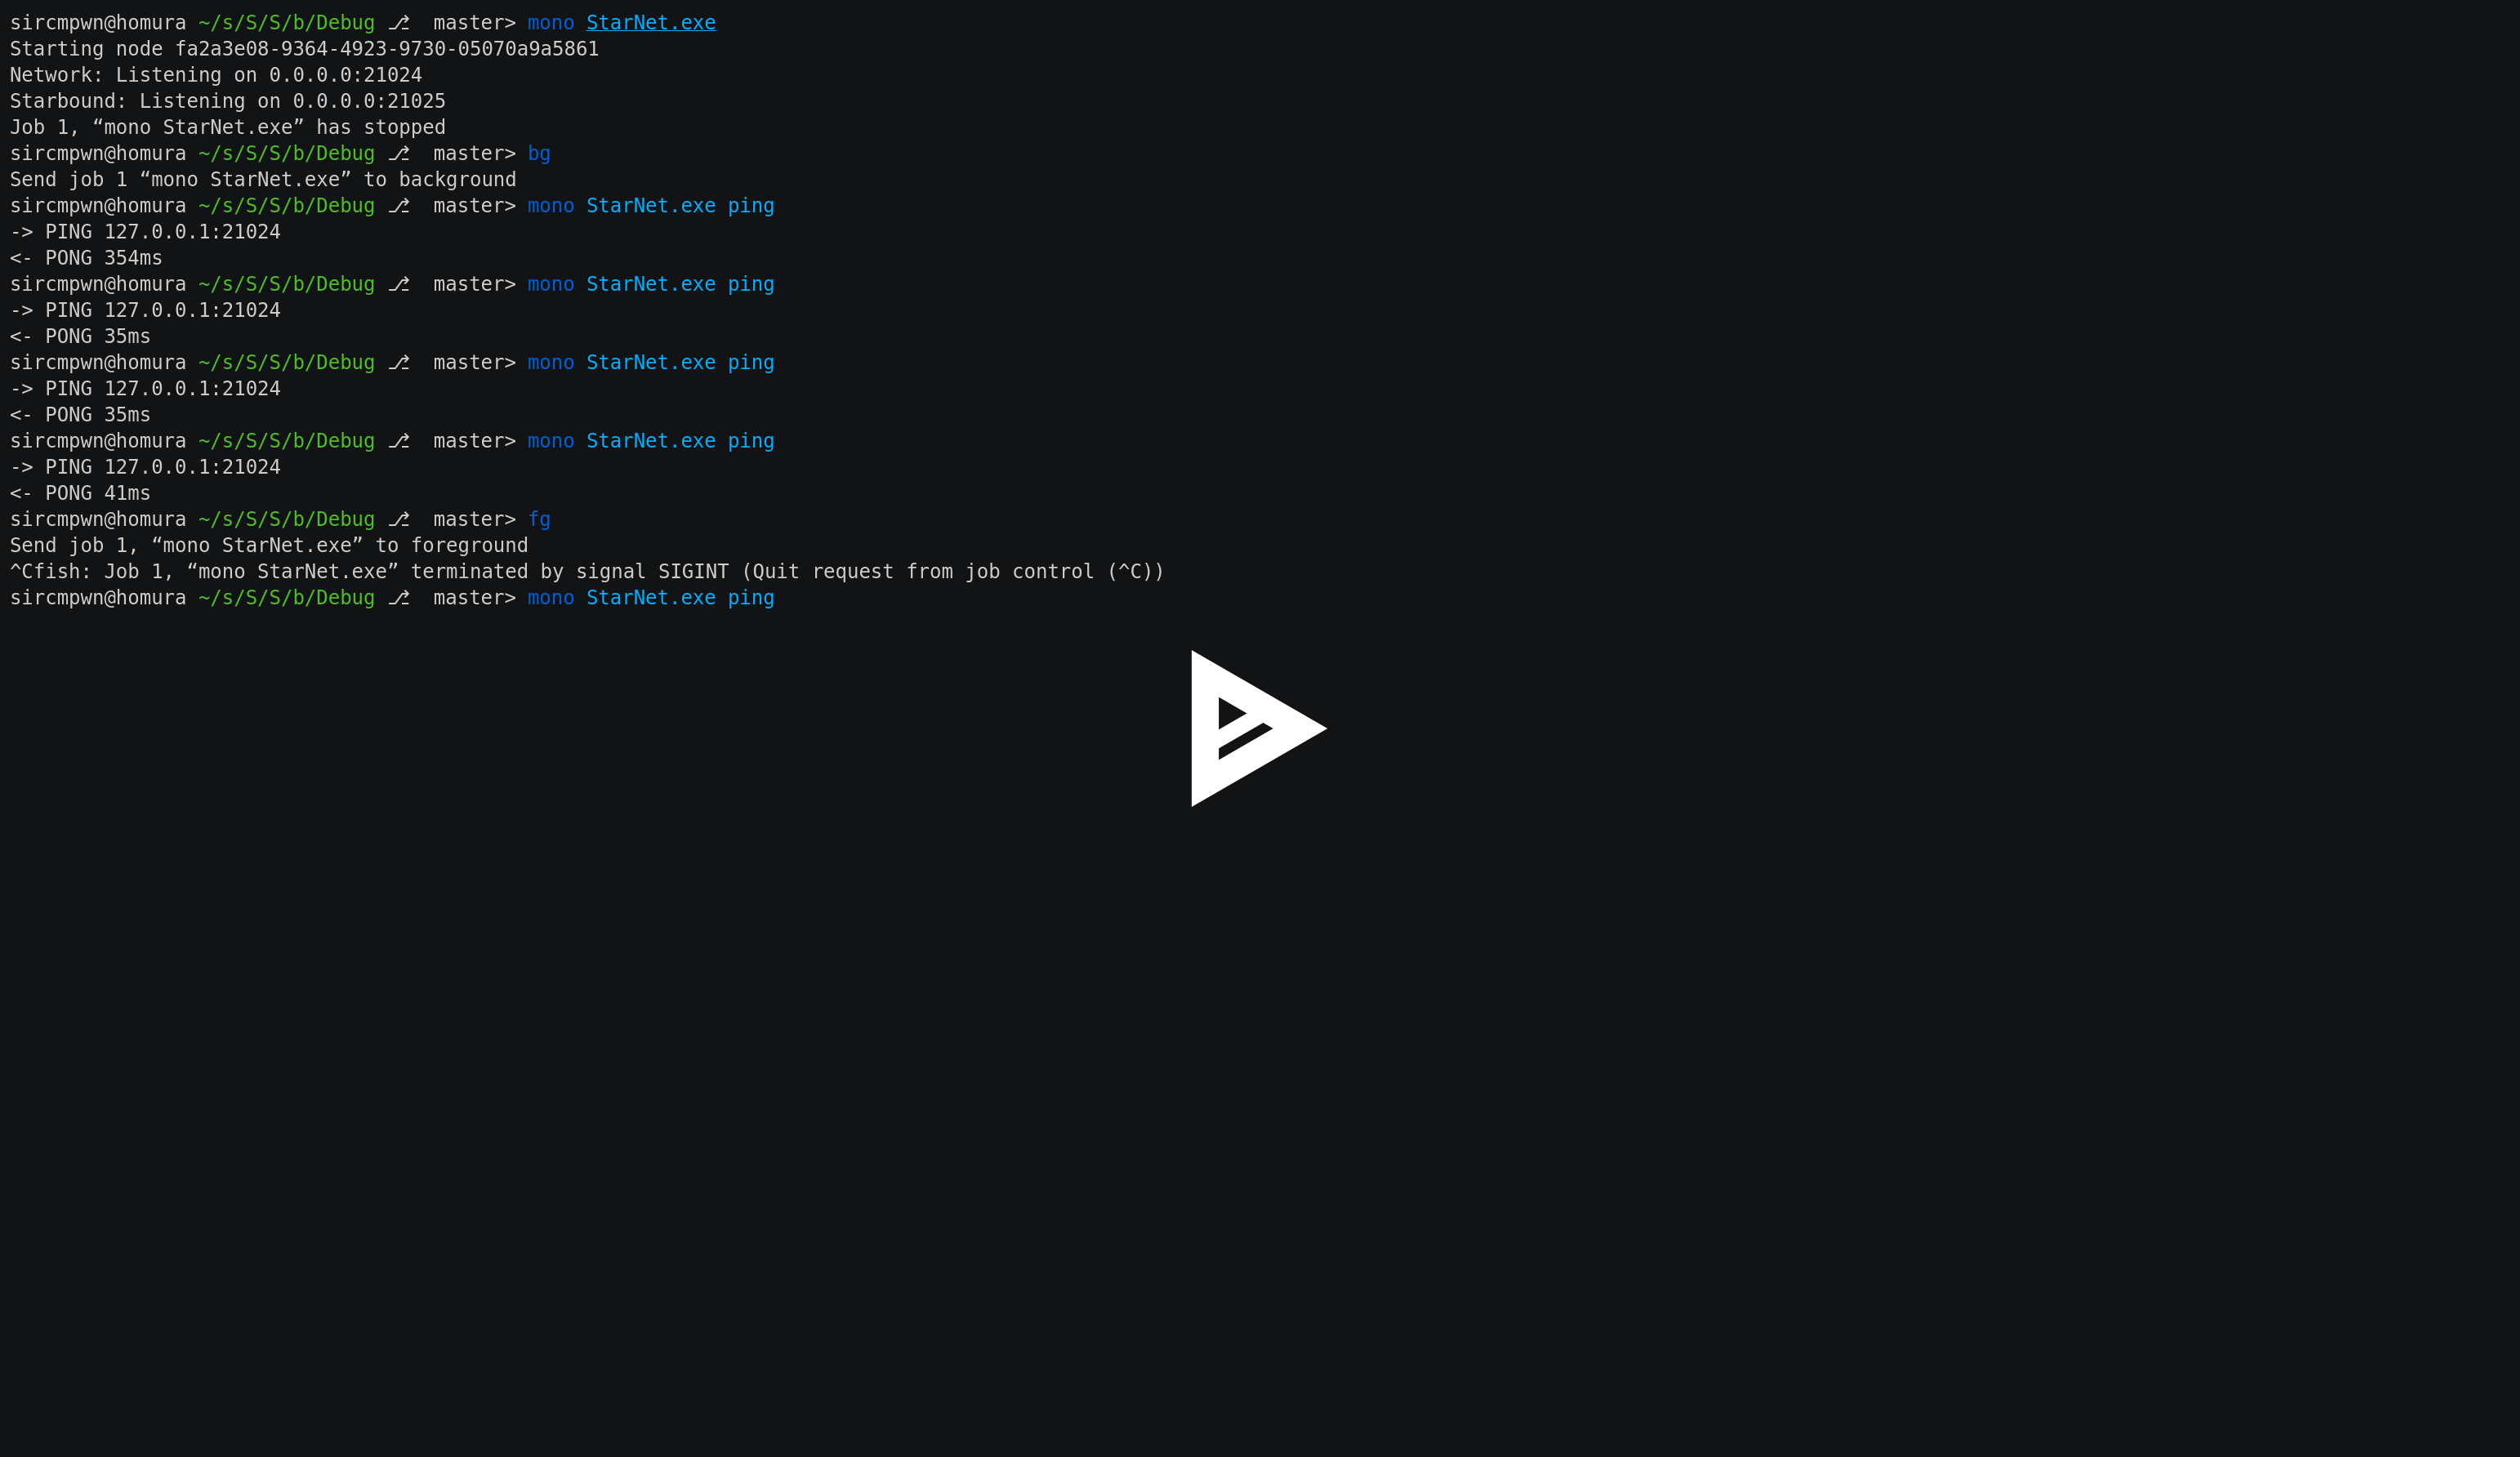 sircmpwn@homura ~/s/S/S/b/Debug ⎇  master> mono StarNet.exe
Starting node fa2a3e08-9364-4923-9730-05070a9a5861
Network: Listening on 0.0.0.0:21024
Starbound: Listening on 0.0.0.0:21025
Job 1, “mono StarNet.exe” has stopped
sircmpwn@homura ~/s/S/S/b/Debug ⎇  master> bg
Send job 1 “mono StarNet.exe” to background
sircmpwn@homura ~/s/S/S/b/Debug ⎇  master> mono StarNet.exe ping
-> PING 127.0.0.1:21024
<- PONG 354ms
sircmpwn@homura ~/s/S/S/b/Debug ⎇  master> mono StarNet.exe ping
-> PING 127.0.0.1:21024
<- PONG 35ms
sircmpwn@homura ~/s/S/S/b/Debug ⎇  master> mono StarNet.exe ping
-> PING 127.0.0.1:21024
<- PONG 35ms
sircmpwn@homura ~/s/S/S/b/Debug ⎇  master> mono StarNet.exe ping
-> PING 127.0.0.1:21024
<- PONG 41ms
sircmpwn@homura ~/s/S/S/b/Debug ⎇  master> fg
Send job 1, “mono StarNet.exe” to foreground
^Cfish: Job 1, “mono StarNet.exe” terminated by signal SIGINT (Quit request from job control (^C))
sircmpwn@homura ~/s/S/S/b/Debug ⎇  master> mono StarNet.exe ping